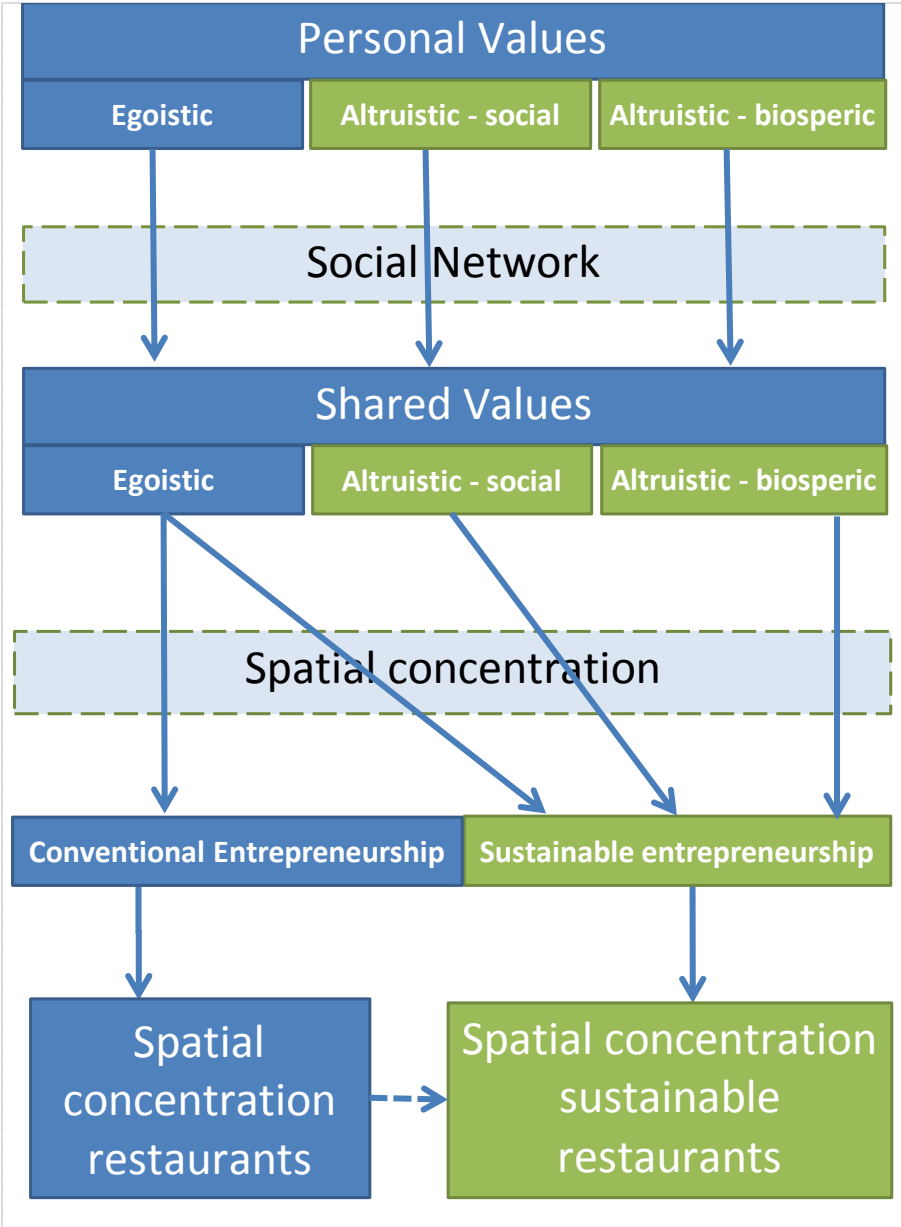 Personal Values
Egoistic
Altruistic - social
Altruistic - biosperic
Social Network
Shared Values
Egoistic
Altruistic - social
Altruistic - biosperic
Spatial concentration
Conventional Entrepreneurship
Sustainable entrepreneurship
Spatial
concentration
restaurants
Spatial concentration
sustainable
restaurants